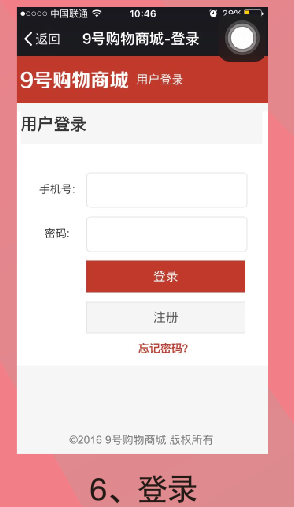 中国联通 10:46 29%
返回 9号购物商城-登录
9号购物商城 用户登录
用户登录
手机号:
密码:
登录
注册
忘记密码?
©2016 9号购物商城 版权所有
6、登录